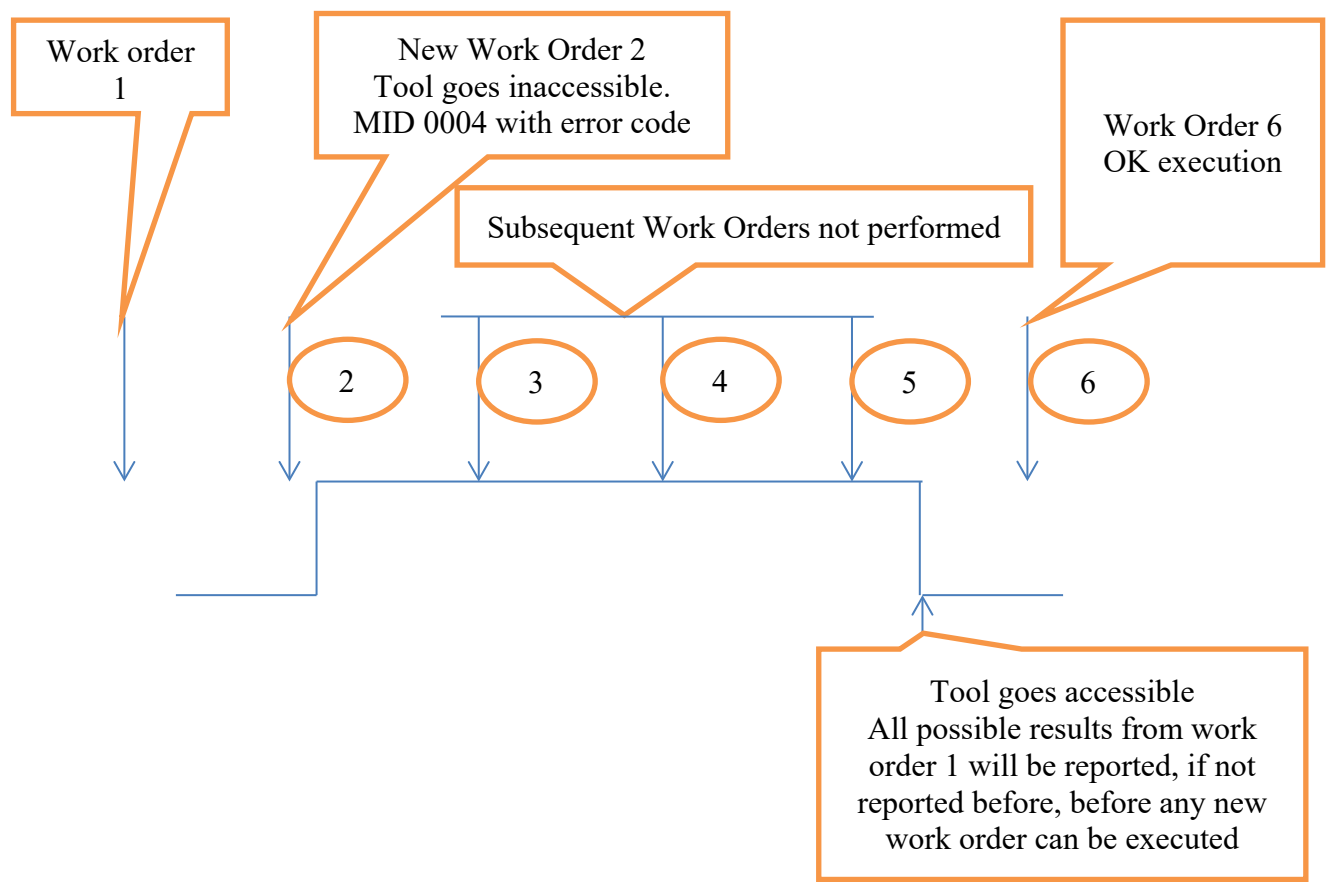 Work order
1
New Work Order 2
Tool goes inaccessible.
MID 0004 with error code
Work Order 6
OK execution
Subsequent Work Orders not performed
2
3
4
5
6
Tool goes accessible
All possible results from work
order 1 will be reported, if not
reported before, before any new
work order can be executed